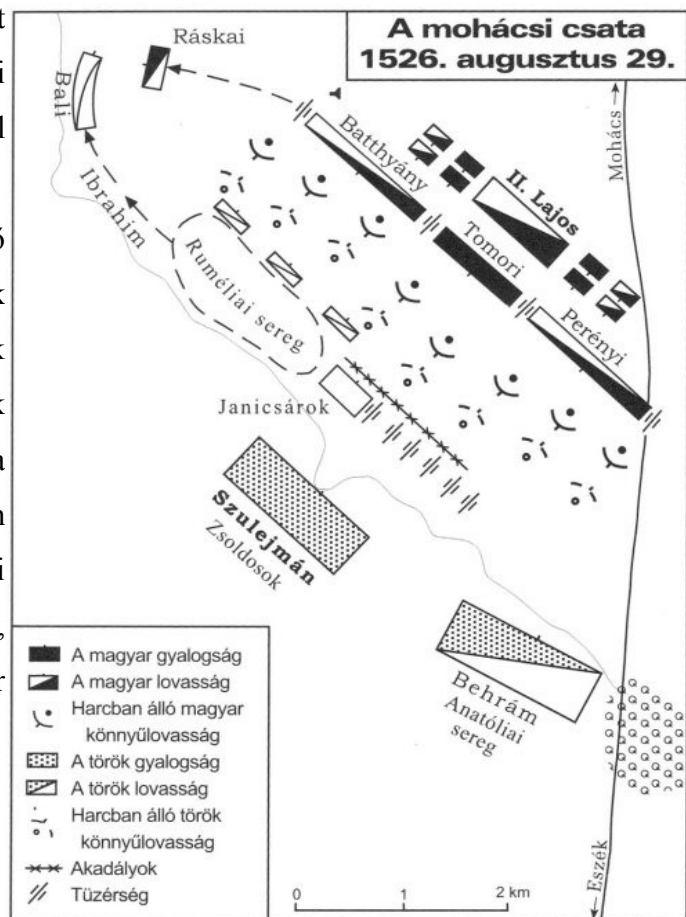 t
i
l
ó
k
k
k
a
n
i
,
r
A mohácsi csata
1526. augusztus 29.
Ráskai
Bali
Ibrahim
Batthyány
Mohács
II. Lajos
Tomori
Ruméliai sereg
Perényi
Janicsárok
Szulejmán
Zsoldosok
Behrám
Anatóliai
sereg
A magyar gyalogság
A magyar lovasság
Harcban álló magyar
könnyűlovasság
A török gyalogság
A török lovasság
Harcban álló török
könnyűlovasság
Akadályok
Tüzérség
0 1 2 km
Eszék